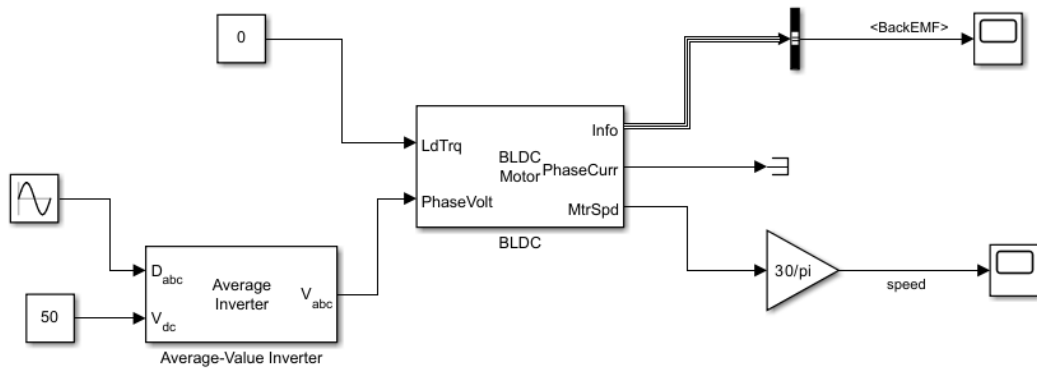 0
<BackEMF>
LdTrq
PhaseVolt
BLDC
Motor
Info
PhaseCurr
MtrSpd
BLDC
30/pi
speed
50
Dabc
Vdc
Average
Inverter
Vabc
Average-Value Inverter